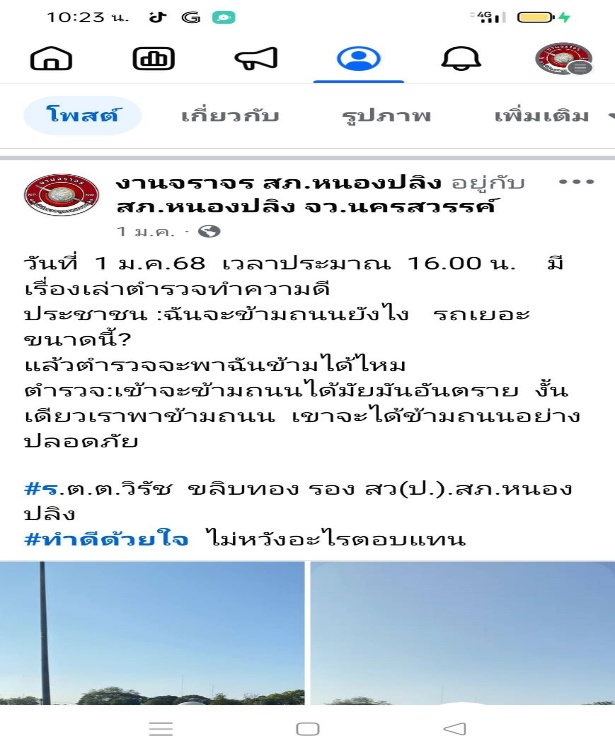 10:23 น.
4G
โพสต์ เกี่ยวกับ รูปภาพ เพิ่มเติม
งานจราจร สภ.หนองปลิง อยู่กับ
สภ.หนองปลิง จว.นครสวรรค์
1 ม.ค. ·
วันที่ 1 ม.ค.68 เวลาประมาณ 16.00 น. มี
เรื่องเล่าตำรวจทำความดี
ประชาชน :ฉันจะข้ามถนนยังไง รถเยอะ
ขนาดนี้?
แล้วตำรวจจะพาฉันข้ามได้ไหม
ตำรวจ:เข้าจะข้ามถนนได้มัยมันอันตราย งั้น
เดียวเราพาข้ามถนน เขาจะได้ข้ามถนนอย่าง
ปลอดภัย
#ร.ต.ต.วิรัช ขลิบทอง รอง สว(ป.).สภ.หนอง
ปลิง
#ทำดีด้วยใจ ไม่หวังอะไรตอบแทน